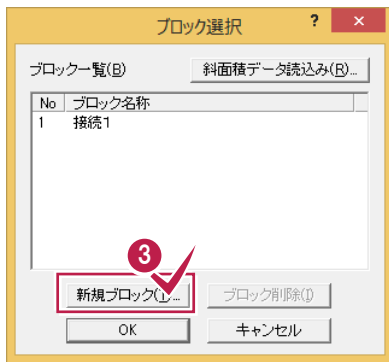 ブロック選択 ? ×
ブロック一覧(B) 斜面積データ読込み(R)...
No ブロック名称
1 接続1
3
新規ブロック(I)... ブロック削除(I)
OK キャンセル